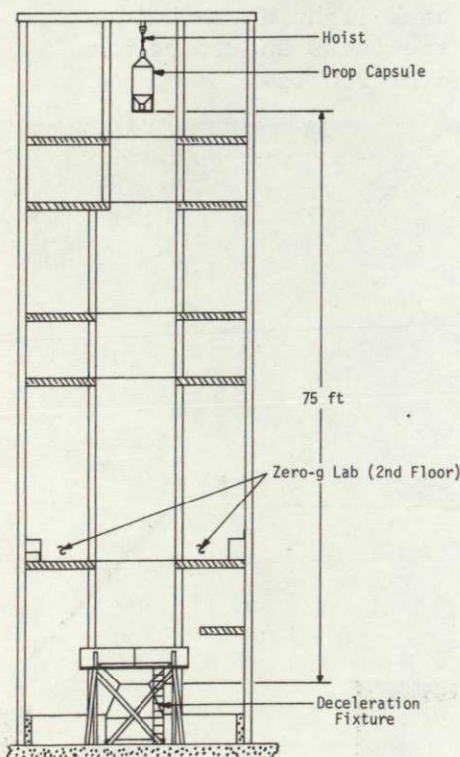 Hoist
Drop Capsule
75 ft
Zero-g Lab (2nd Floor)
Deceleration
Fixture